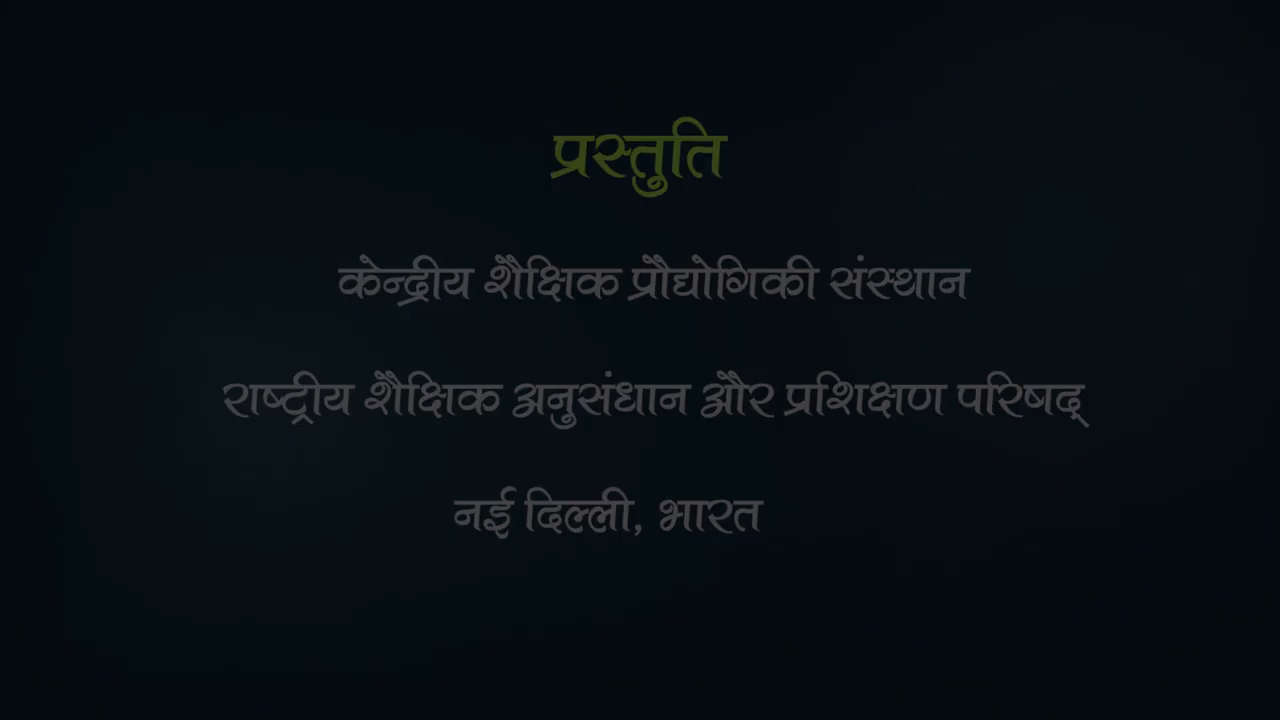 प्रस्तुति
केन्द्रीय शैक्षिक प्रौद्योगिकी संस्थान
राष्ट्रीय शैक्षिक अनुसंधान और प्रशिक्षण परिषद्
नई दिल्ली, भारत